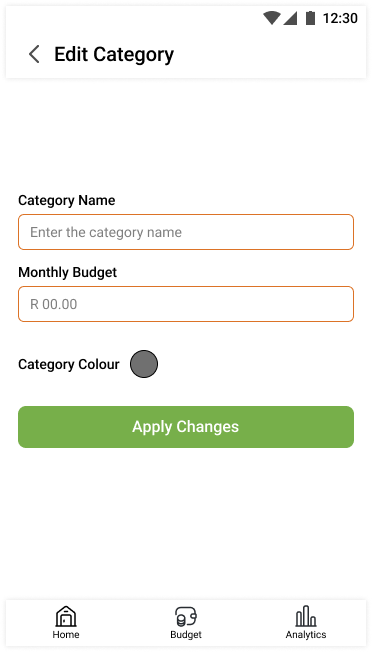 12:30
Edit Category
Category Name
Enter the category name
Monthly Budget
R 00.00
Category Colour
Apply Changes
Home
Budget
Analytics